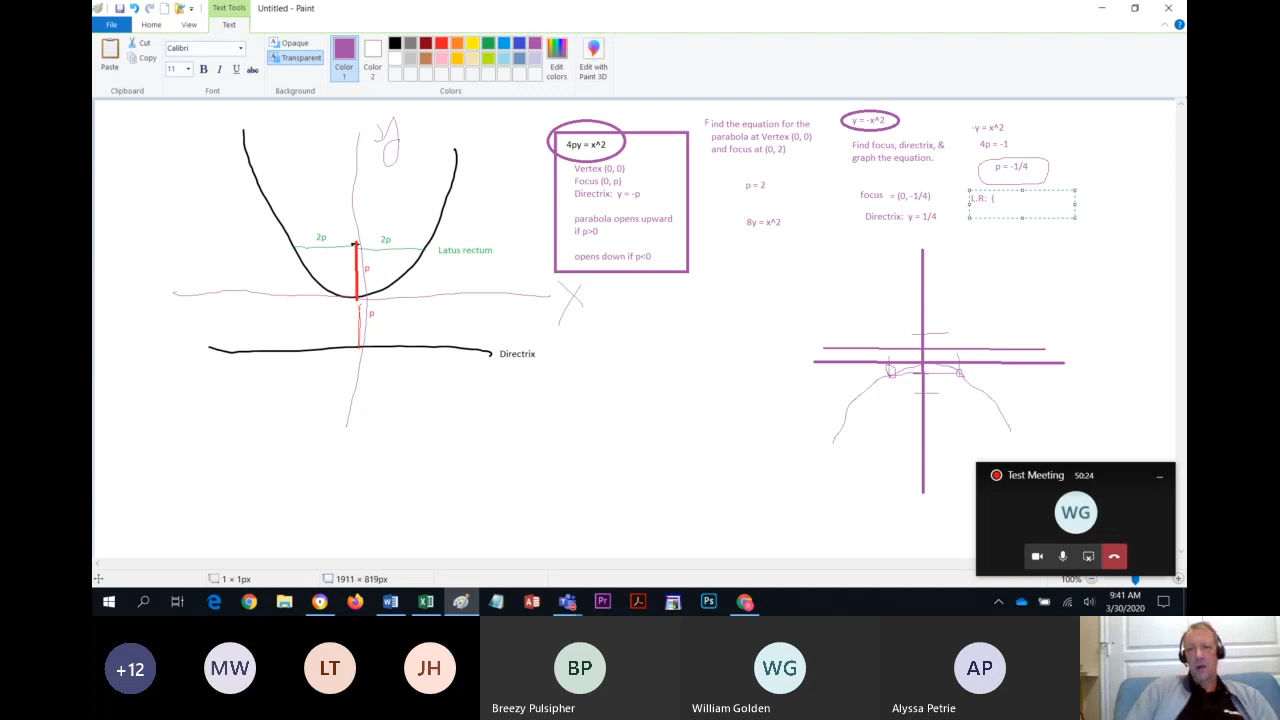 Text Tools
Untitled - Paint
File
Home
View
Text
Paste
Cut
Copy
Clipboard
Calibri
11
B I U abc
Font
Opaque
Transparent
Background
Color 1
Color 2
Colors
Edit colors
Edit with Paint 3D
y
x
2p
2p
p
p
Latus rectum
Directrix
4py = x^2
Vertex (0, 0)
Focus (0, p)
Directrix: y = -p
parabola opens upward
if p>0
opens down if p<0
Find the equation for the
parabola at Vertex (0, 0)
and focus at (0, 2)
p = 2
8y = x^2
y = -x^2
Find focus, directrix, &
graph the equation.
focus = (0, -1/4)
Directrix: y = 1/4
-y = x^2
4p = -1
p = -1/4
L.R: (
Test Meeting 50:24
WG
1 × 1px
1911 × 819px
100%
9:41 AM
3/30/2020
+12
MW
LT
JH
BP
Breezy Pulsipher
WG
William Golden
AP
Alyssa Petrie